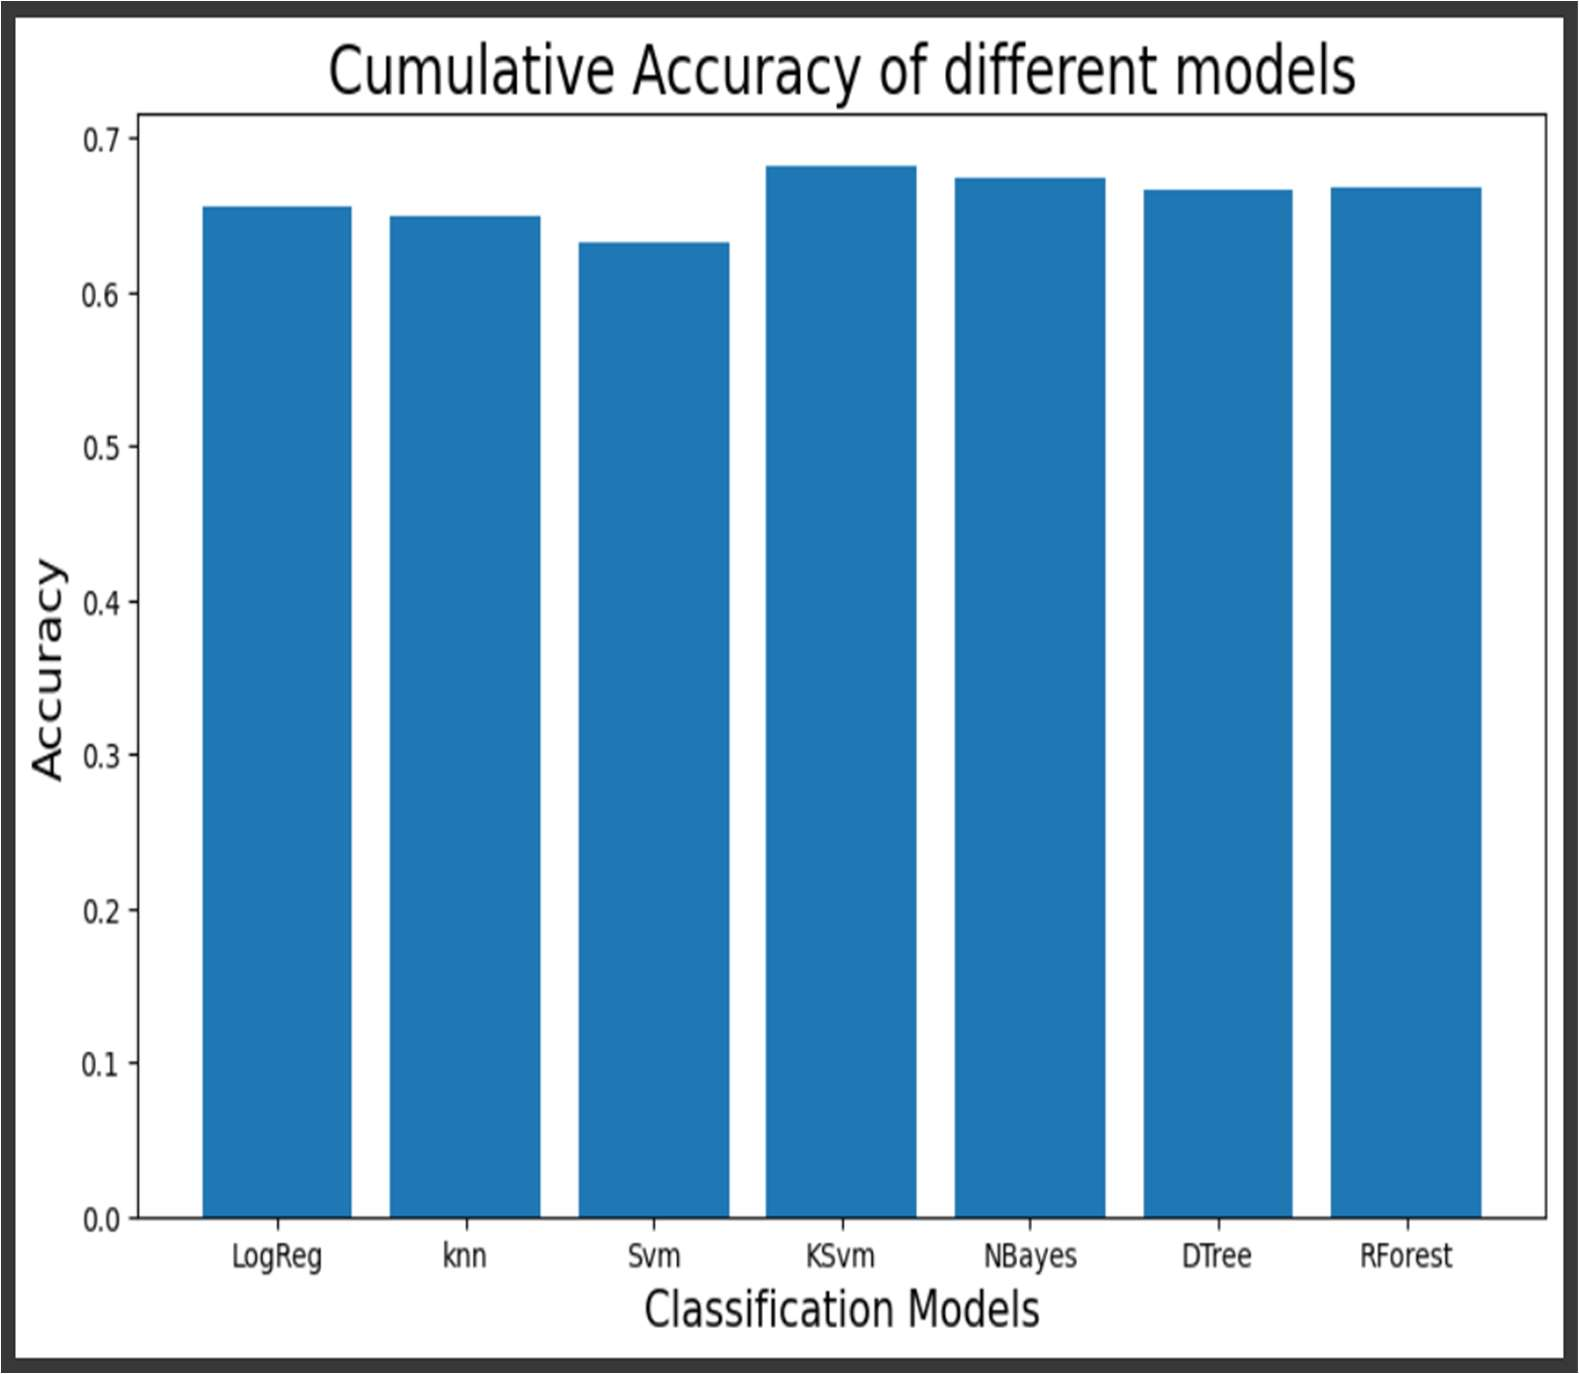 Cumulative Accuracy of different models
0.7
0.6
0.5
0.4
0.3
0.2
0.1
0.0
Accuracy
LogReg knn Svm KSvm NBayes DTree RForest
Classification Models